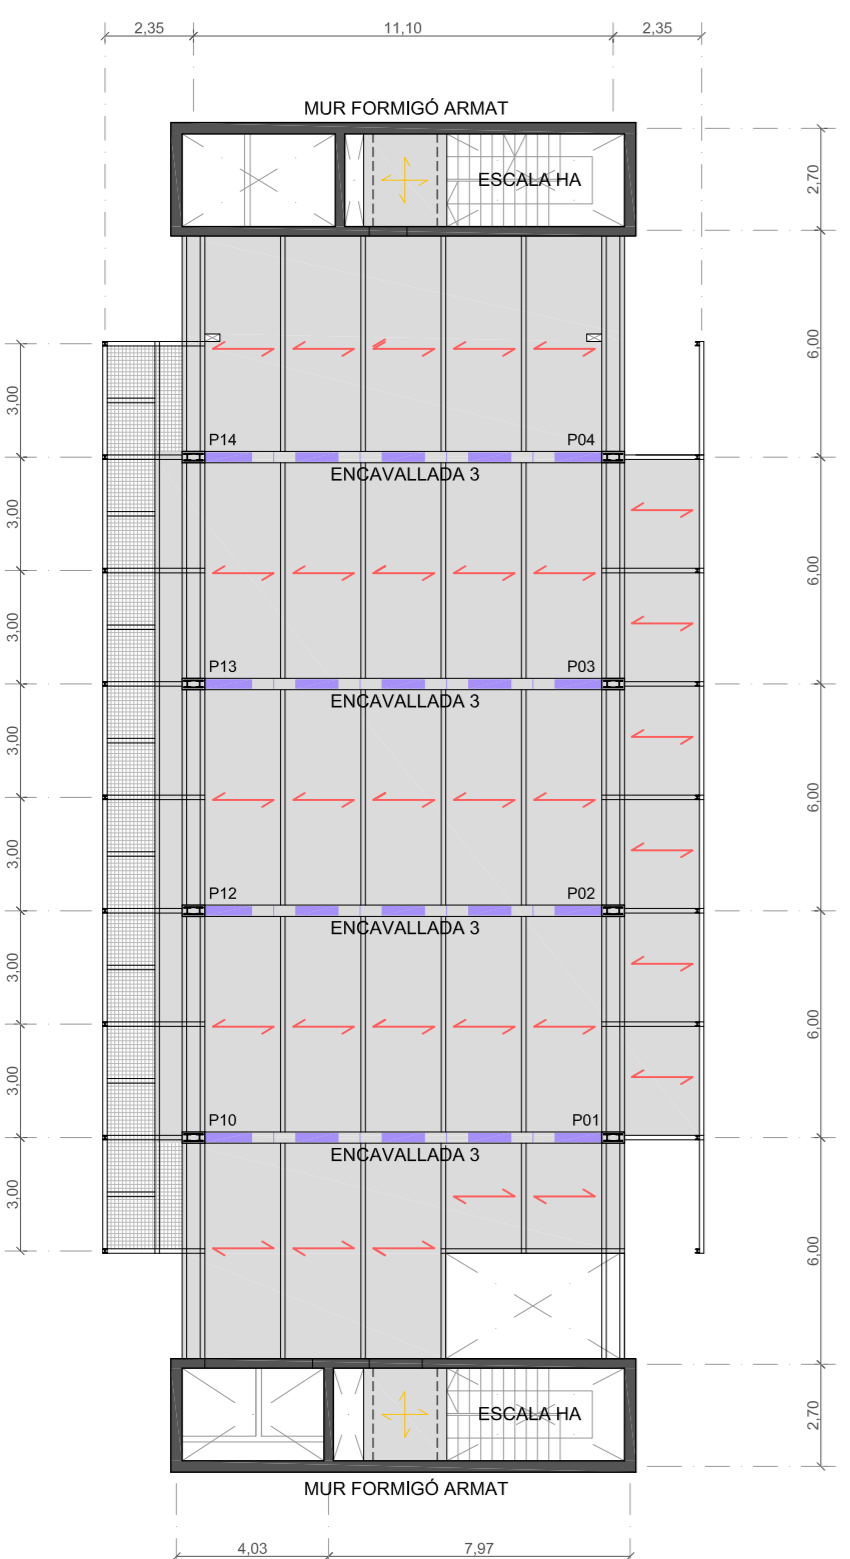 2,35
11,10
2,35
MUR FORMIGÓ ARMAT
ESCALA HA
2,70
6,00
3,00
P14
P04
ENCAVALLADA 3
3,00
6,00
3,00
P13
P03
ENCAVALLADA 3
3,00
6,00
3,00
P12
P02
ENCAVALLADA 3
3,00
6,00
3,00
P10
P01
ENCAVALLADA 3
3,00
6,00
ESCALA HA
2,70
MUR FORMIGÓ ARMAT
4,03
7,97